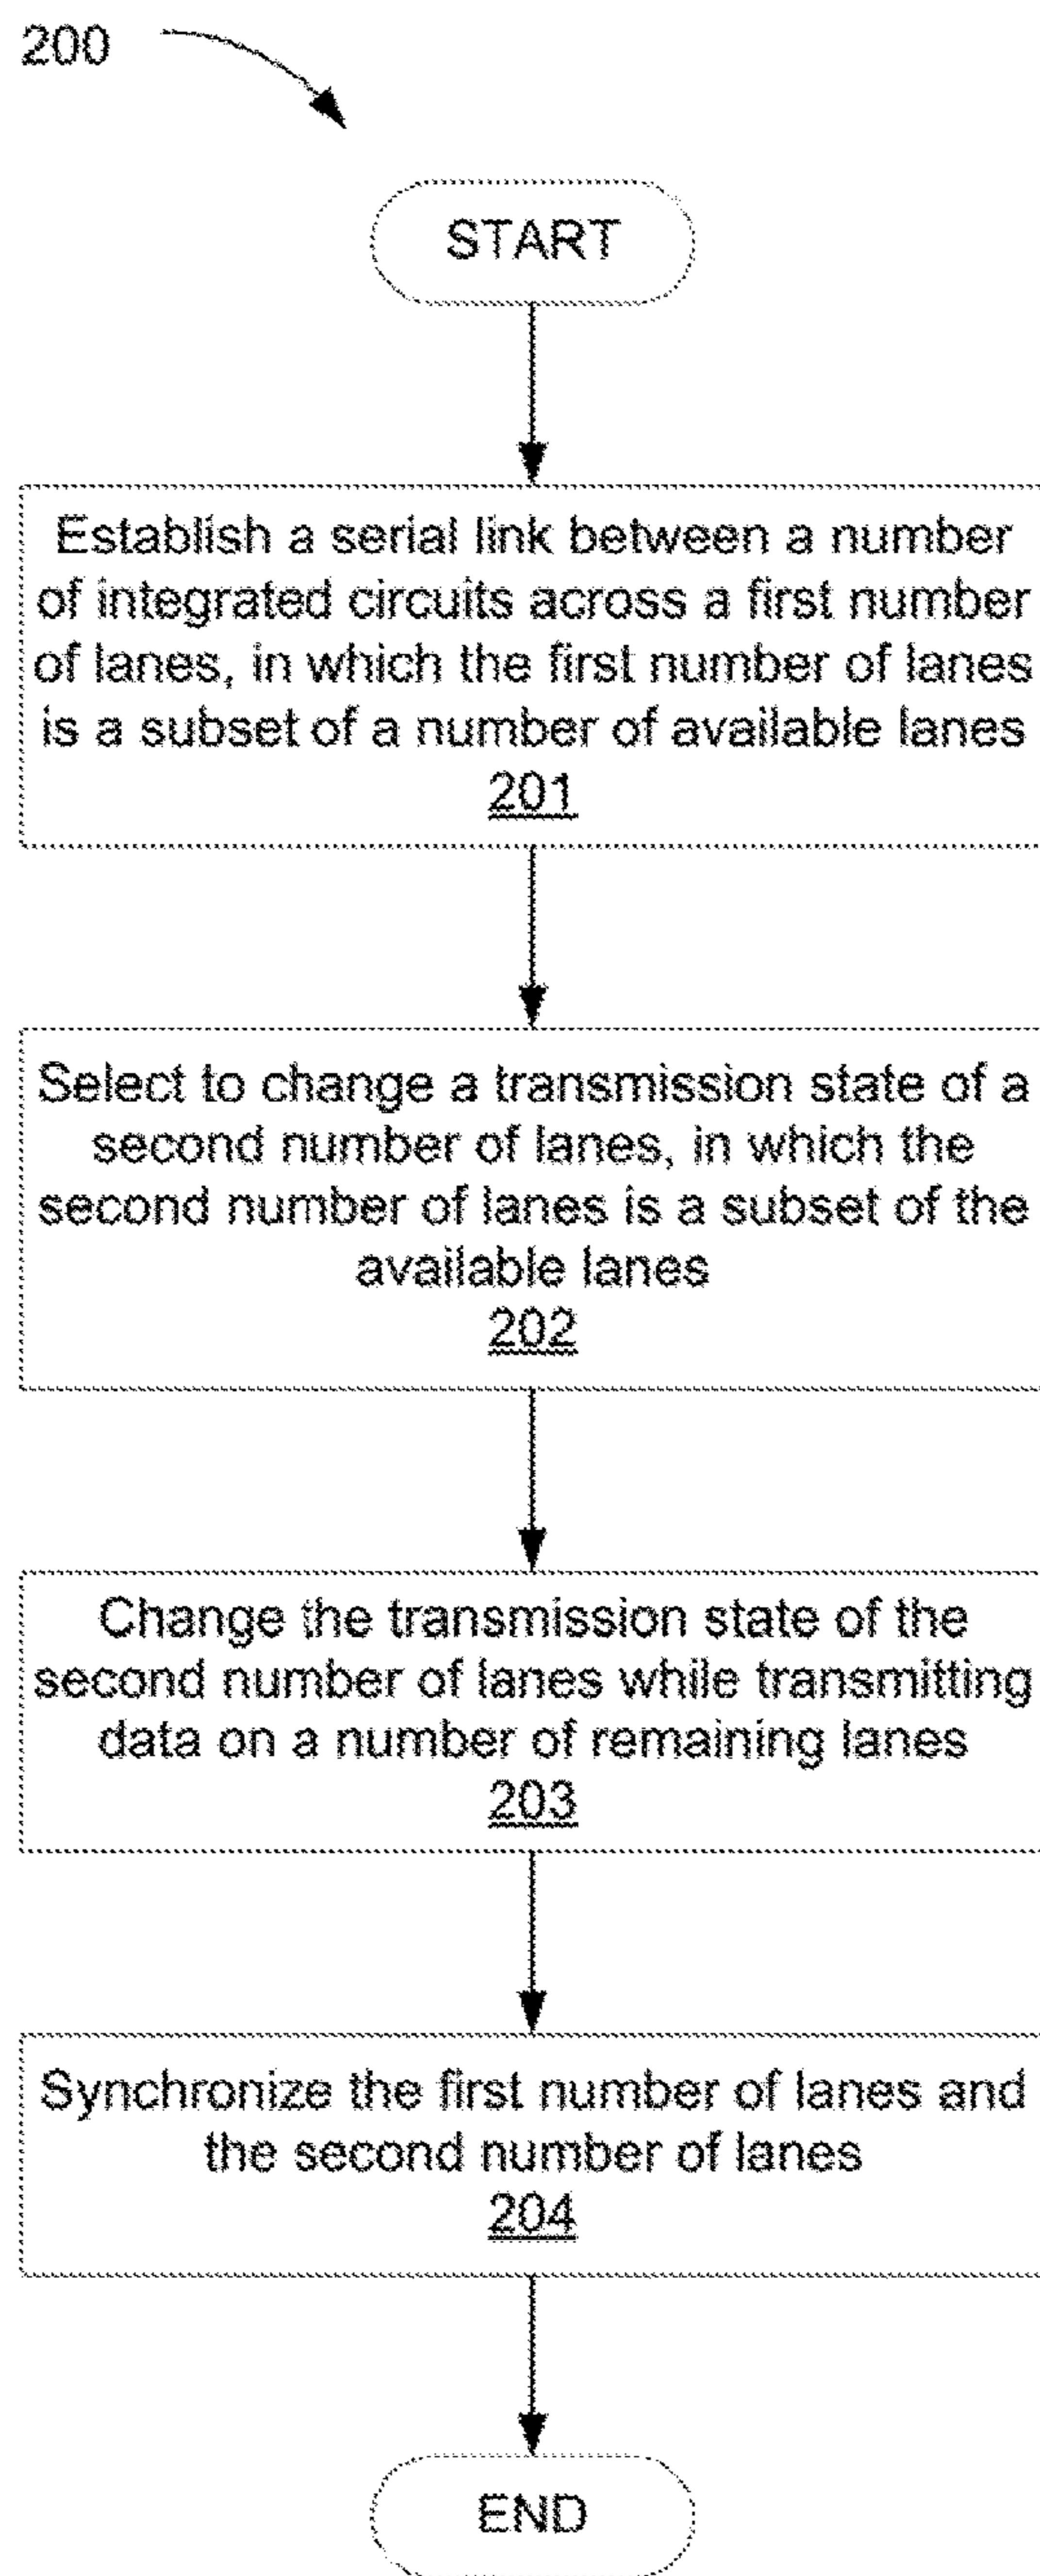 200
START
Establish a serial link between a number
of integrated circuits across a first number
of lanes, in which the first number of lanes
is a subset of a number of available lanes
201
Select to change a transmission state of a
second number of lanes, in which the
second number of lanes is a subset of the
available lanes
202
Change the transmission state of the
second number of lanes while transmitting
data on a number of remaining lanes
203
Synchronize the first number of lanes and
the second number of lanes
204
END